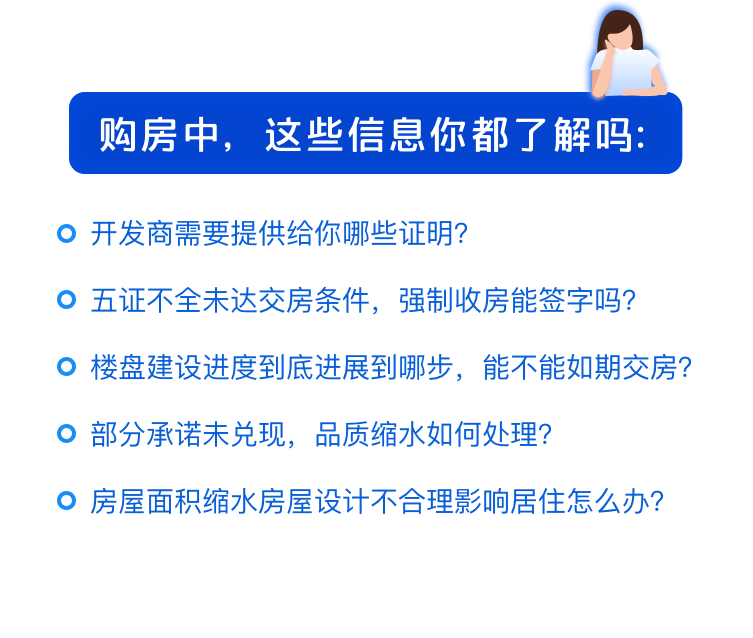 购房中，这些信息你都了解吗：
开发商需要提供给你哪些证明？
五证不全未达交房条件，强制收房能签字吗？
楼盘建设进度到底进展到哪步，能不能如期交房？
部分承诺未兑现，品质缩水如何处理？
房屋面积缩水房屋设计不合理影响居住怎么办？